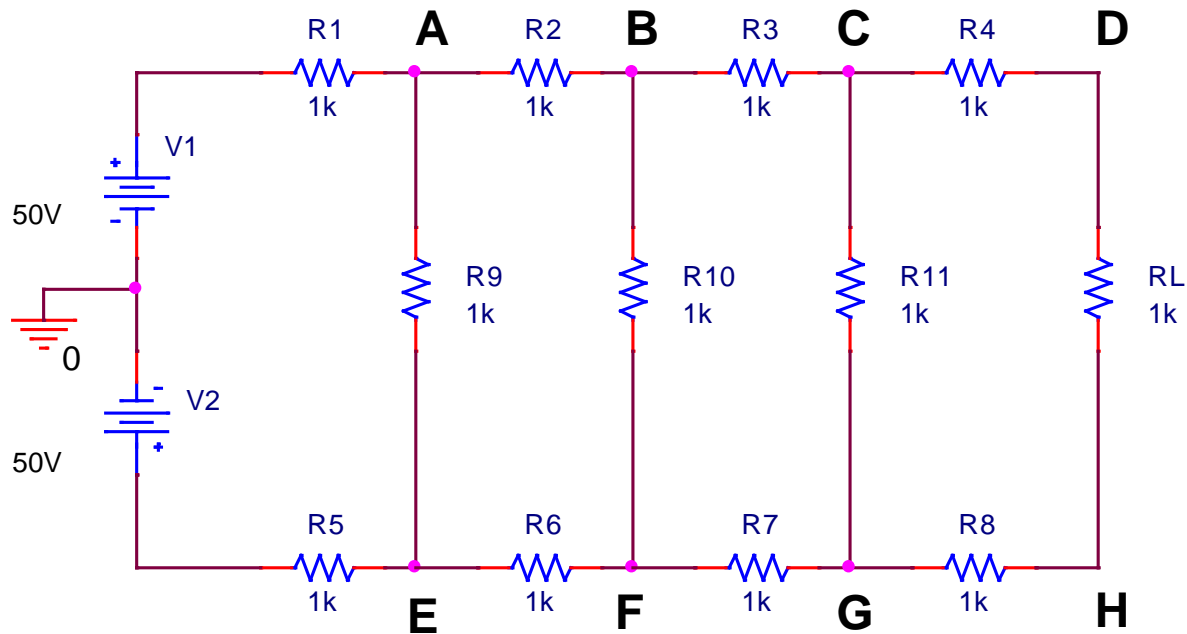 A B C D
R1 R2 R3 R4
1k 1k 1k 1k
V1
+
50V -
R9 R10 R11 RL
1k 1k 1k 1k
0
-
V2
50V +
R5 R6 R7 R8
1k 1k 1k 1k
E F G H